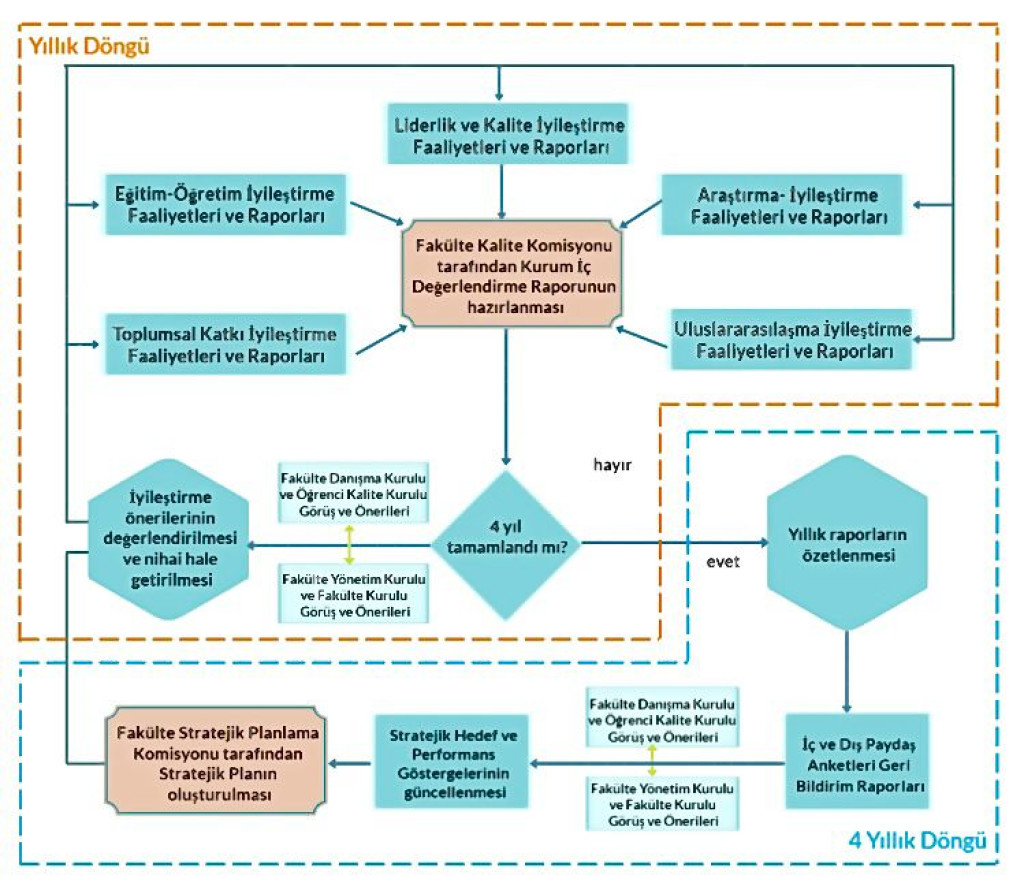 Yıllık Döngü
Liderlik ve Kalite İyileştirme
Faaliyetleri ve Raporları
Eğitim-Öğretim İyileştirme
Faaliyetleri ve Raporları
Araştırma- İyileştirme
Faaliyetleri ve Raporları
Fakülte Kalite Komisyonu
tarafından Kurum İç
Değerlendirme Raporunun
hazırlanması
Toplumsal Katkı İyileştirme
Faaliyetleri ve Raporları
Uluslararasılaşma İyileştirme
Faaliyetleri ve Raporları
hayır
İyileştirme
önerilerinin
değerlendirilmesi
ve nihai hale
getirilmesi
Fakülte Danışma Kurulu
ve Öğrenci Kalite Kurulu
Görüş ve Önerileri
Fakülte Yönetim Kurulu
ve Fakulte Kurulu
Görüş ve Önerileri
4 yıl
tamamlandı mı?
evet
Yıllık raporların
özetlenmesi
Fakülte Stratejik Planlama
Komisyonu tarafından
Stratejik Planın
oluşturulması
Stratejik Hedef ve
Performans
Göstergelerinin
güncellenmesi
Fakülte Danışma Kurulu
ve Öğrenci Kalite Kurulu
Görüş ve Önerileri
Fakülte Yönetim Kurulu
ve Fakülte Kurulu
Görüş ve Önerileri
İç ve Dış Paydaş
Anketleri Geri
Bildirim Raporları
4 Yıllık Döngü